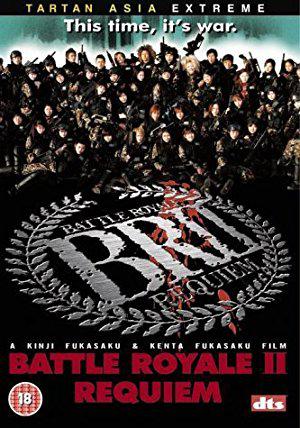 TARTAN ASIA EXTREME
This time, it's war.
BATTLE ROYALE
BRII
REQUIEM
A KINJI FUKASAKU & KENTA FUKASAKU FILM
BATTLE ROYALE II
REQUIEM
18
dts